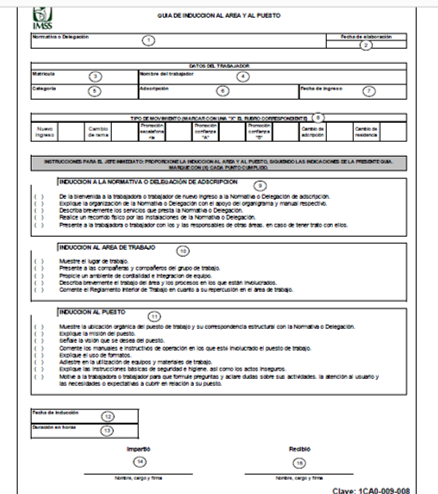 IMSS
GUIA DE INDUCCIÓN AL AREA Y AL PUESTO
Normativa o Delegación
1
Fecha de elaboración
2
DATOS DEL TRABAJADOR
Matrícula
3
Nombre del trabajador
4
Categoría
5
Adscripción
6
Fecha de ingreso
7
TIPO DE MOVIMIENTO (MARCAR CON UNA "X" EL RUBRO CORRESPONDIENTE)
8
Nuevo ingreso
Cambio de rama
Promoción escalafonaria
Promoción confianza "A"
Promoción confianza "B"
Cambio de adscripción
Cambio de residencia
INSTRUCCIONES PARA EL JEFE INMEDIATO: PROPORCIONE LA INDUCCIÓN AL AREA Y AL PUESTO, SIGUIENDO LAS INDICACIONES DE LA PRESENTE GUIA.
MARQUE CON (X) CADA PUNTO CUMPLIDO.
INDUCCIÓN A LA NORMATIVA O DELEGACIÓN DE ADSCRIPCIÓN
9
( ) De la bienvenida a la trabajadora o trabajador de nuevo ingreso a la Normativa o Delegación de adscripción.
( ) Explique la organización de la Normativa o Delegación con el apoyo del organigrama y manual respectivo.
( ) Describa brevemente los servicios que presta la Normativa o Delegación.
( ) Realice un recorrido físico por las instalaciones de la Normativa o Delegación.
( ) Presente a la trabajadora o trabajador con los y las responsables de otras áreas, en caso de tener trato con ellos.
INDUCCIÓN AL AREA DE TRABAJO
10
( ) Muestre el lugar de trabajo.
( ) Presente a las compañeras y compañeros del grupo de trabajo.
( ) Propicie un ambiente de cordialidad e integración de equipo.
( ) Describa brevemente el trabajo del área y los procesos en los que están involucrados.
( ) Comente el Reglamento Interior de Trabajo en cuanto a su repercusión en el área de trabajo.
INDUCCIÓN AL PUESTO
11
( ) Muestre la ubicación orgánica del puesto de trabajo y su correspondencia estructural con la Normativa o Delegación.
( ) Explique la misión del puesto.
( ) Señale la visión que se desea del puesto.
( ) Comente los manuales e instructivos de operación en los que está involucrado el puesto de trabajo.
( ) Explique el uso de formatos.
( ) Adiestre en la utilización de equipos y materiales de trabajo.
( ) Explique las instrucciones básicas de seguridad e higiene, así como los actos inseguros.
( ) Motive a la trabajadora o trabajador para que formule preguntas y aclare dudas sobre sus actividades, la atención al usuario y
las necesidades o expectativas a cubrir en relación a su puesto.
Fecha de inducción
12
Duración en horas
13
Impartió
Recibió
14
15
Nombre, cargo y firma
Nombre, cargo y firma
Clave: 1CA0-009-008